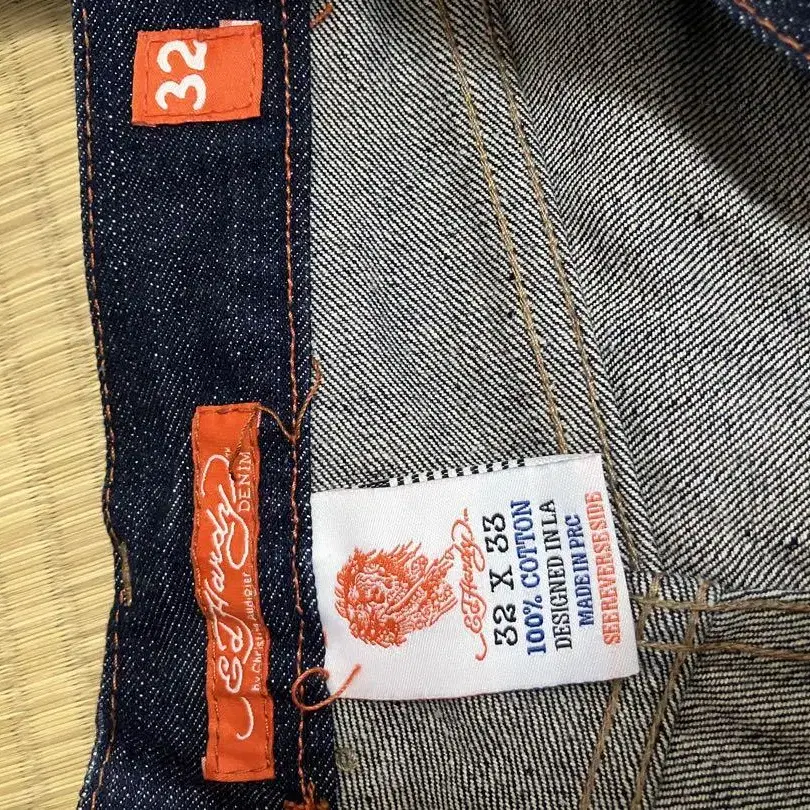 32
Ed Hardy
by Christian Audigier
DENIM
Ed Hardy
32 X 33
100% COTTON
DESIGNED IN LA
MADE IN PRC
SEE REVERSE SIDE